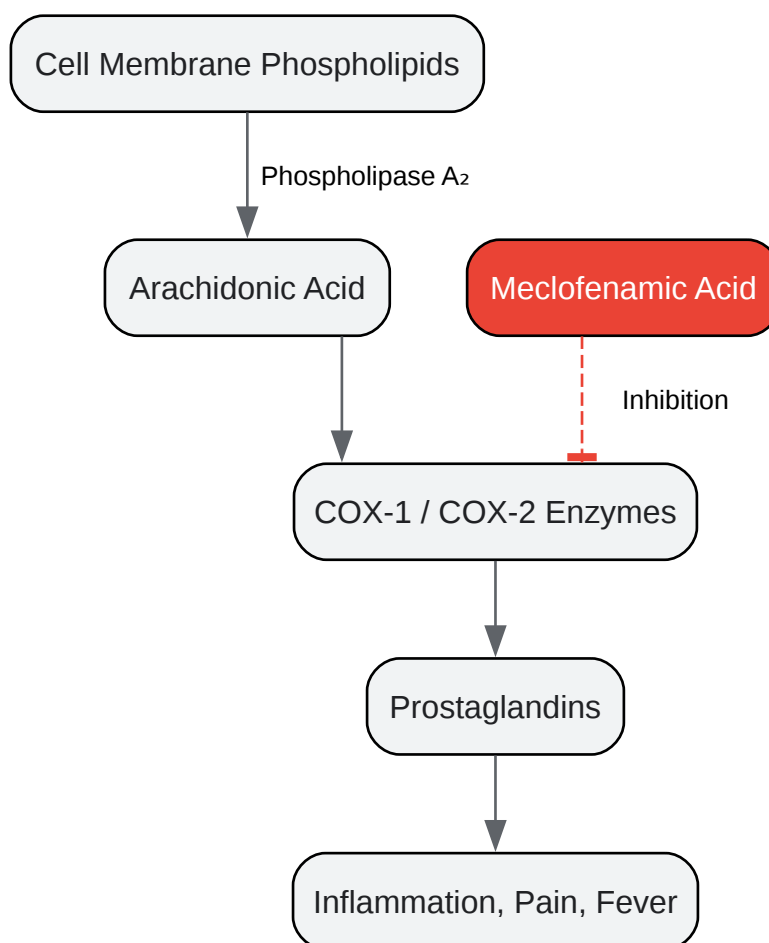 Cell Membrane Phospholipids
Phospholipase A₂
Arachidonic Acid
Meclofenamic Acid
Inhibition
COX-1 / COX-2 Enzymes
Prostaglandins
Inflammation, Pain, Fever